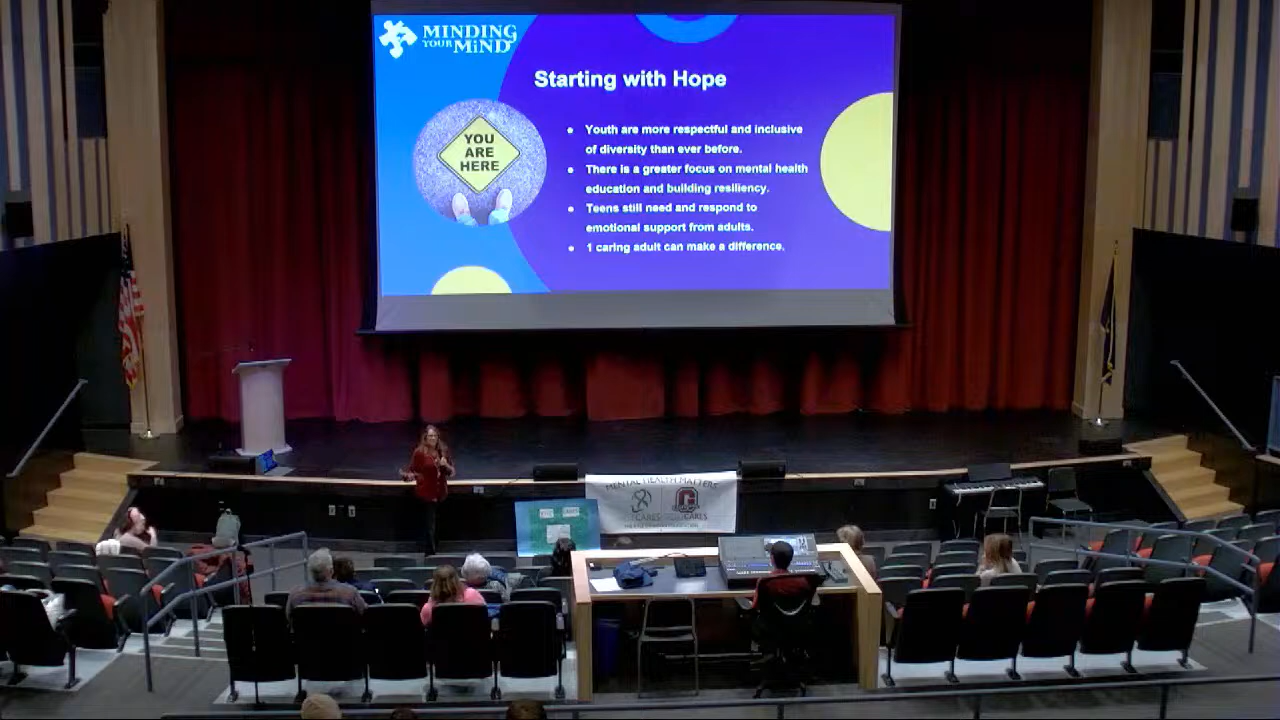 MINDING
YOUR MiND
Starting with Hope
YOU
ARE
HERE
● Youth are more respectful and inclusive
of diversity than ever before.
● There is a greater focus on mental health
education and building resiliency.
● Teens still need and respond to
emotional support from adults.
● 1 caring adult can make a difference.
MENTAL HEALTH MATTERS
CARES
CARES